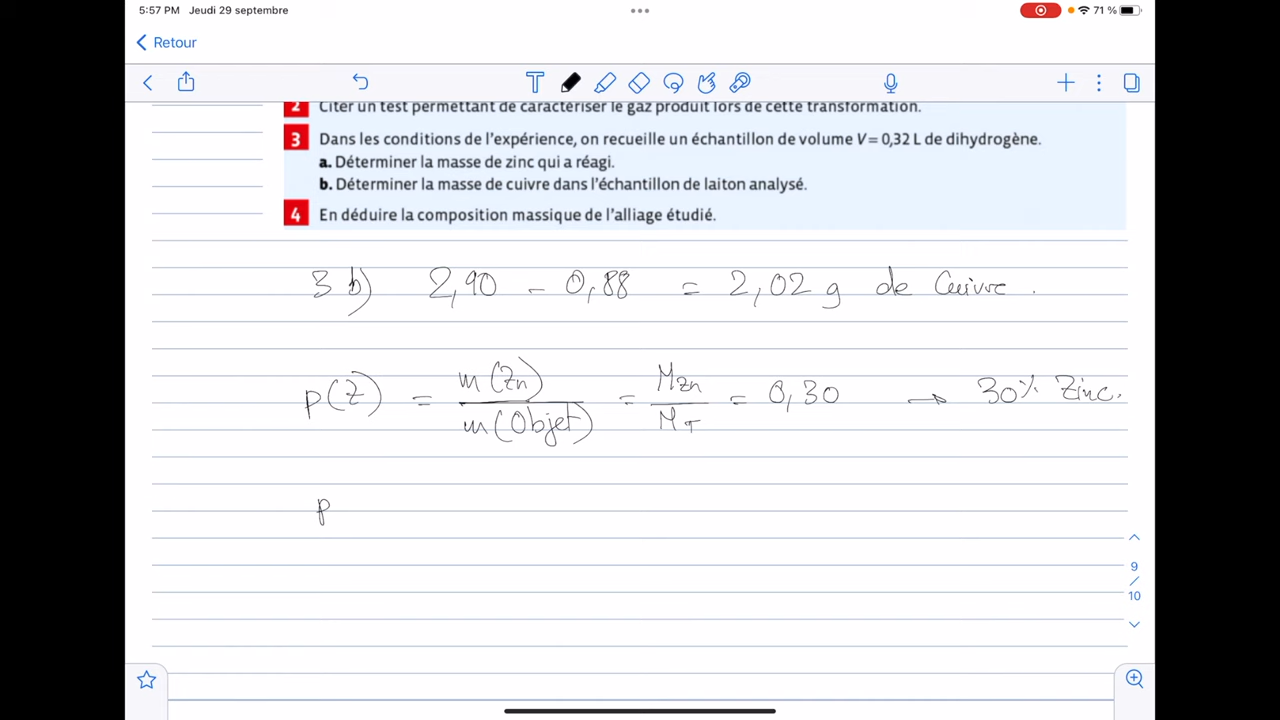 5:57 PM Jeudi 29 septembre
71 %
Retour
2 Citer un test permettant de caractériser le gaz produit lors de cette transformation.
3 Dans les conditions de l'expérience, on recueille un échantillon de volume V = 0,32 L de dihydrogène.
a. Déterminer la masse de zinc qui a réagi.
b. Déterminer la masse de cuivre dans l'échantillon de laiton analysé.
4 En déduire la composition massique de l'alliage étudié.
3 b) 2,90 - 0,88 = 2,02 g de Cuivre.
p(Z) = m(Zn) / m(Objet) = M Zn / M T = 0,30 → 30% Zinc.
p
9
/
10